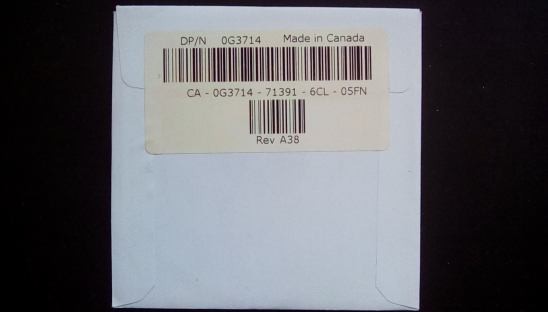 DP/N 0G3714 Made in Canada
CA - 0G3714 - 71391 - 6CL - 05FN
Rev A38